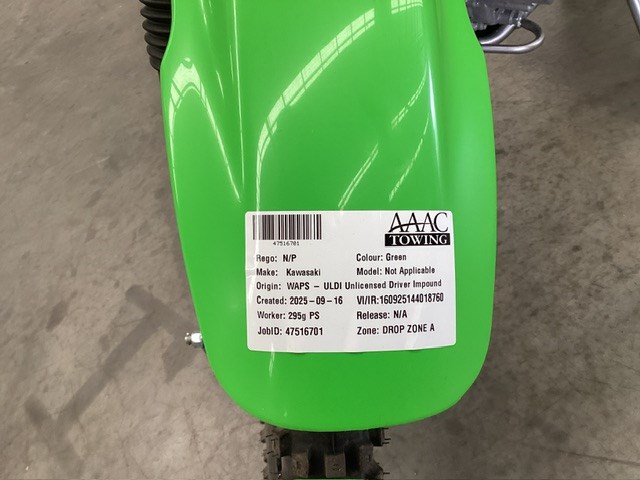 47516701
AAAC
TOWING
Rego: N/P Colour: Green
Make: Kawasaki Model: Not Applicable
Origin: WAPS - ULDI Unlicensed Driver Impound
Created: 2025-09-16 VI/IR:160925144018760
Worker: 295g PS Release: N/A
JobID: 47516701 Zone: DROP ZONE A